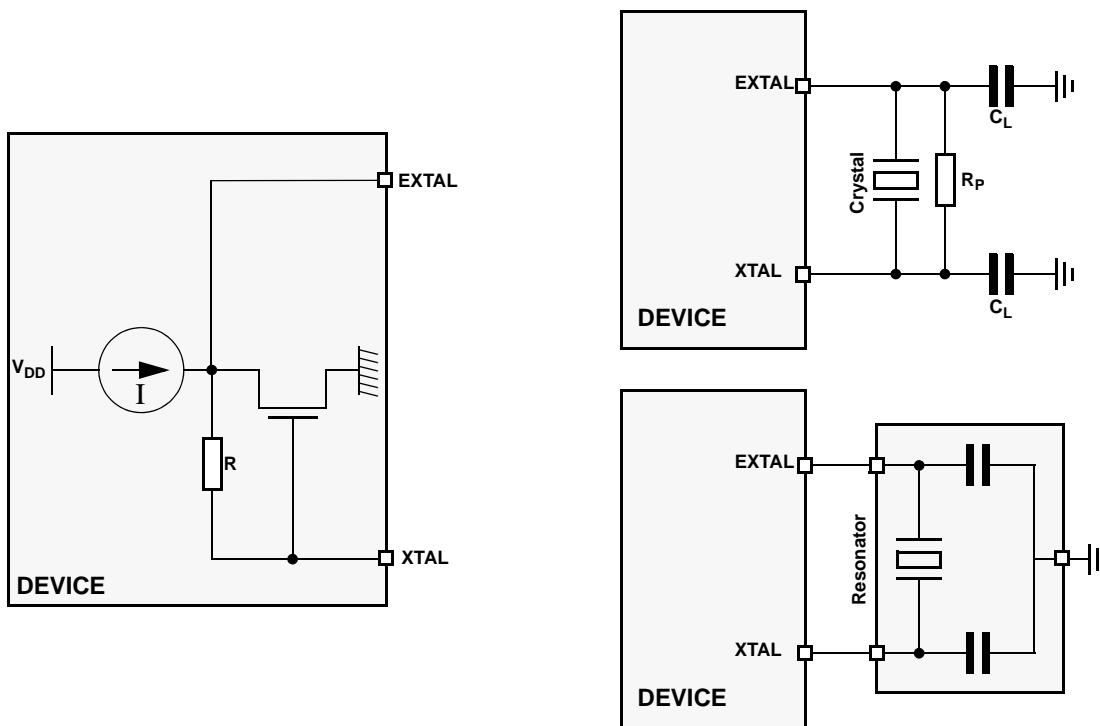 EXTAL
V_DD
I
R
XTAL
DEVICE
EXTAL
C_L
Crystal
R_P
XTAL
C_L
DEVICE
EXTAL
Resonator
XTAL
DEVICE